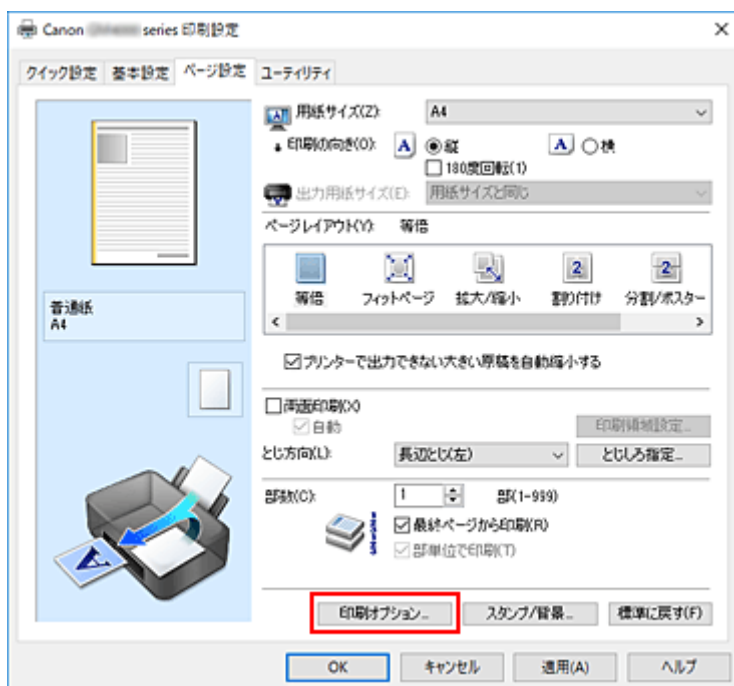 Canon series 印刷設定
クイック設定 基本設定 ページ設定 ユーティリティ
用紙サイズ(Z): A4
印刷の向き(O): A 縦 A 横
180度回転(1)
出力用紙サイズ(E): 用紙サイズと同じ
ページレイアウト(Y): 等倍
等倍 フィットページ 拡大/縮小 割り付け 分割/ポスター
普通紙
A4
プリンターで出力できない大きい原稿を自動縮小する
両面印刷(X)
自動
印刷領域設定...
とじ方向(L): 長辺とじ(左) とじしろ指定...
部数(C): 1 部(1-999)
最終ページから印刷(R)
部単位で印刷(T)
印刷オプション... スタンプ/背景... 標準に戻す(F)
OK キャンセル 適用(A) ヘルプ